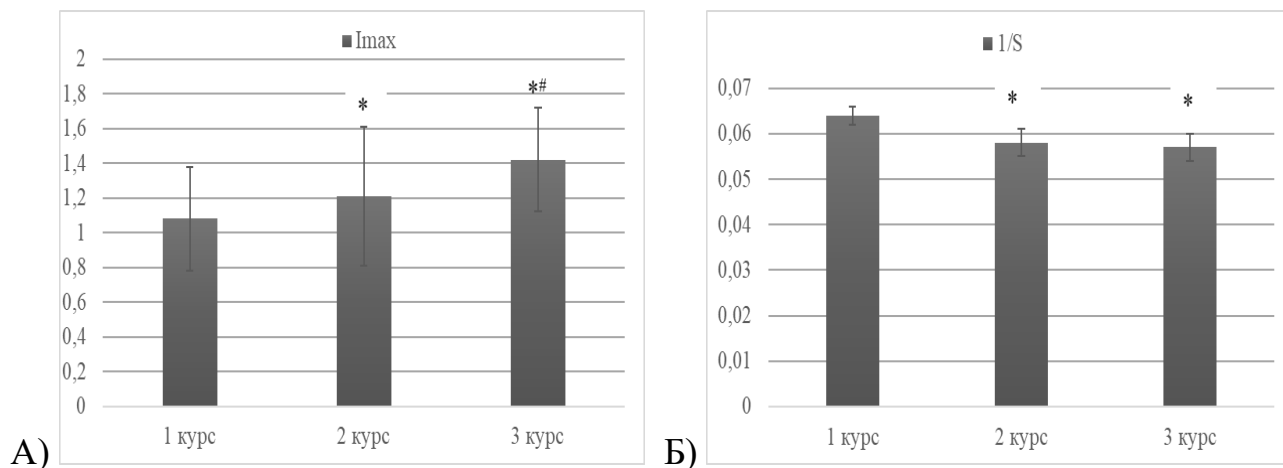 Imax
2
1,8
1,6
1,4
1,2
1
0,8
0,6
0,4
0,2
0
*
*#
1 курс
2 курс
3 курс
А)
1/S
0,07
0,06
0,05
0,04
0,03
0,02
0,01
0
*
*
1 курс
2 курс
3 курс
Б)